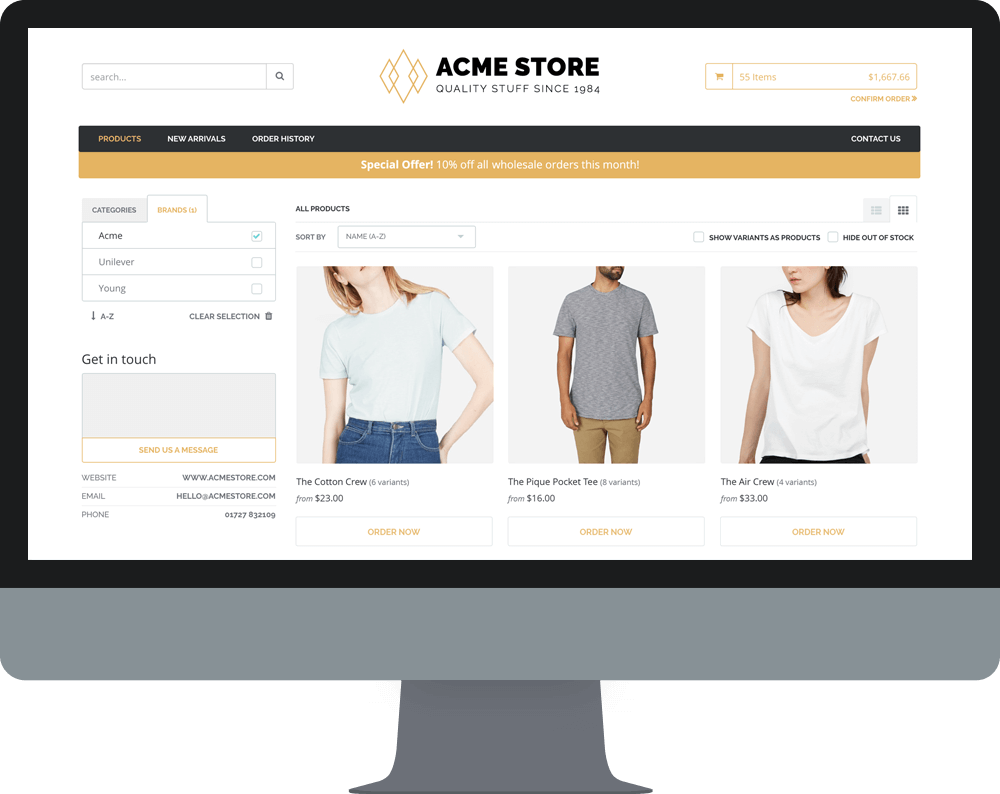 search...
ACME STORE
QUALITY STUFF SINCE 1984
55 Items $1,667.66
CONFIRM ORDER »
PRODUCTS NEW ARRIVALS ORDER HISTORY CONTACT US
Special Offer! 10% off all wholesale orders this month!
CATEGORIES BRANDS (1)
Acme
Unilever
Young
A-Z CLEAR SELECTION
Get in touch
SEND US A MESSAGE
WEBSITE WWW.ACMESTORE.COM
EMAIL HELLO@ACMESTORE.COM
PHONE 01727 832109
ALL PRODUCTS
SORT BY NAME (A-Z) SHOW VARIANTS AS PRODUCTS HIDE OUT OF STOCK
The Cotton Crew (6 variants)
from $23.00
ORDER NOW
The Pique Pocket Tee (8 variants)
from $16.00
ORDER NOW
The Air Crew (4 variants)
from $33.00
ORDER NOW